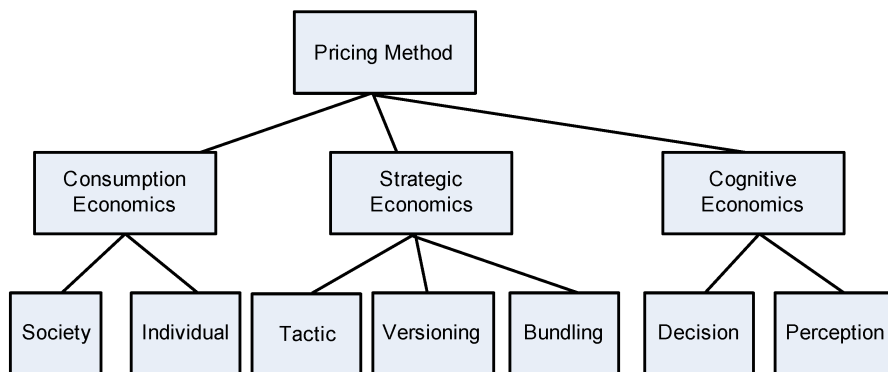 Pricing Method
Consumption
Economics
Strategic
Economics
Cognitive
Economics
Society
Individual
Tactic
Versioning
Bundling
Decision
Perception